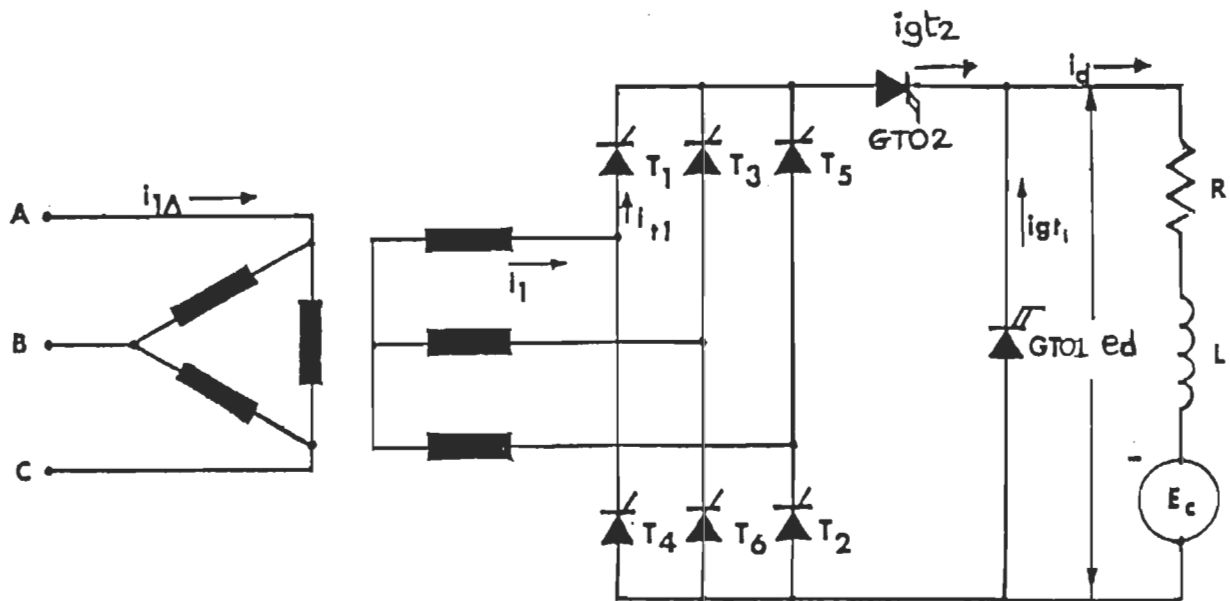 igt2
id
GTO2
T1
T3
T5
R
A
i1Δ
it1
igt1
i1
B
GTO1
ed
L
C
-
Ec
T4
T6
T2